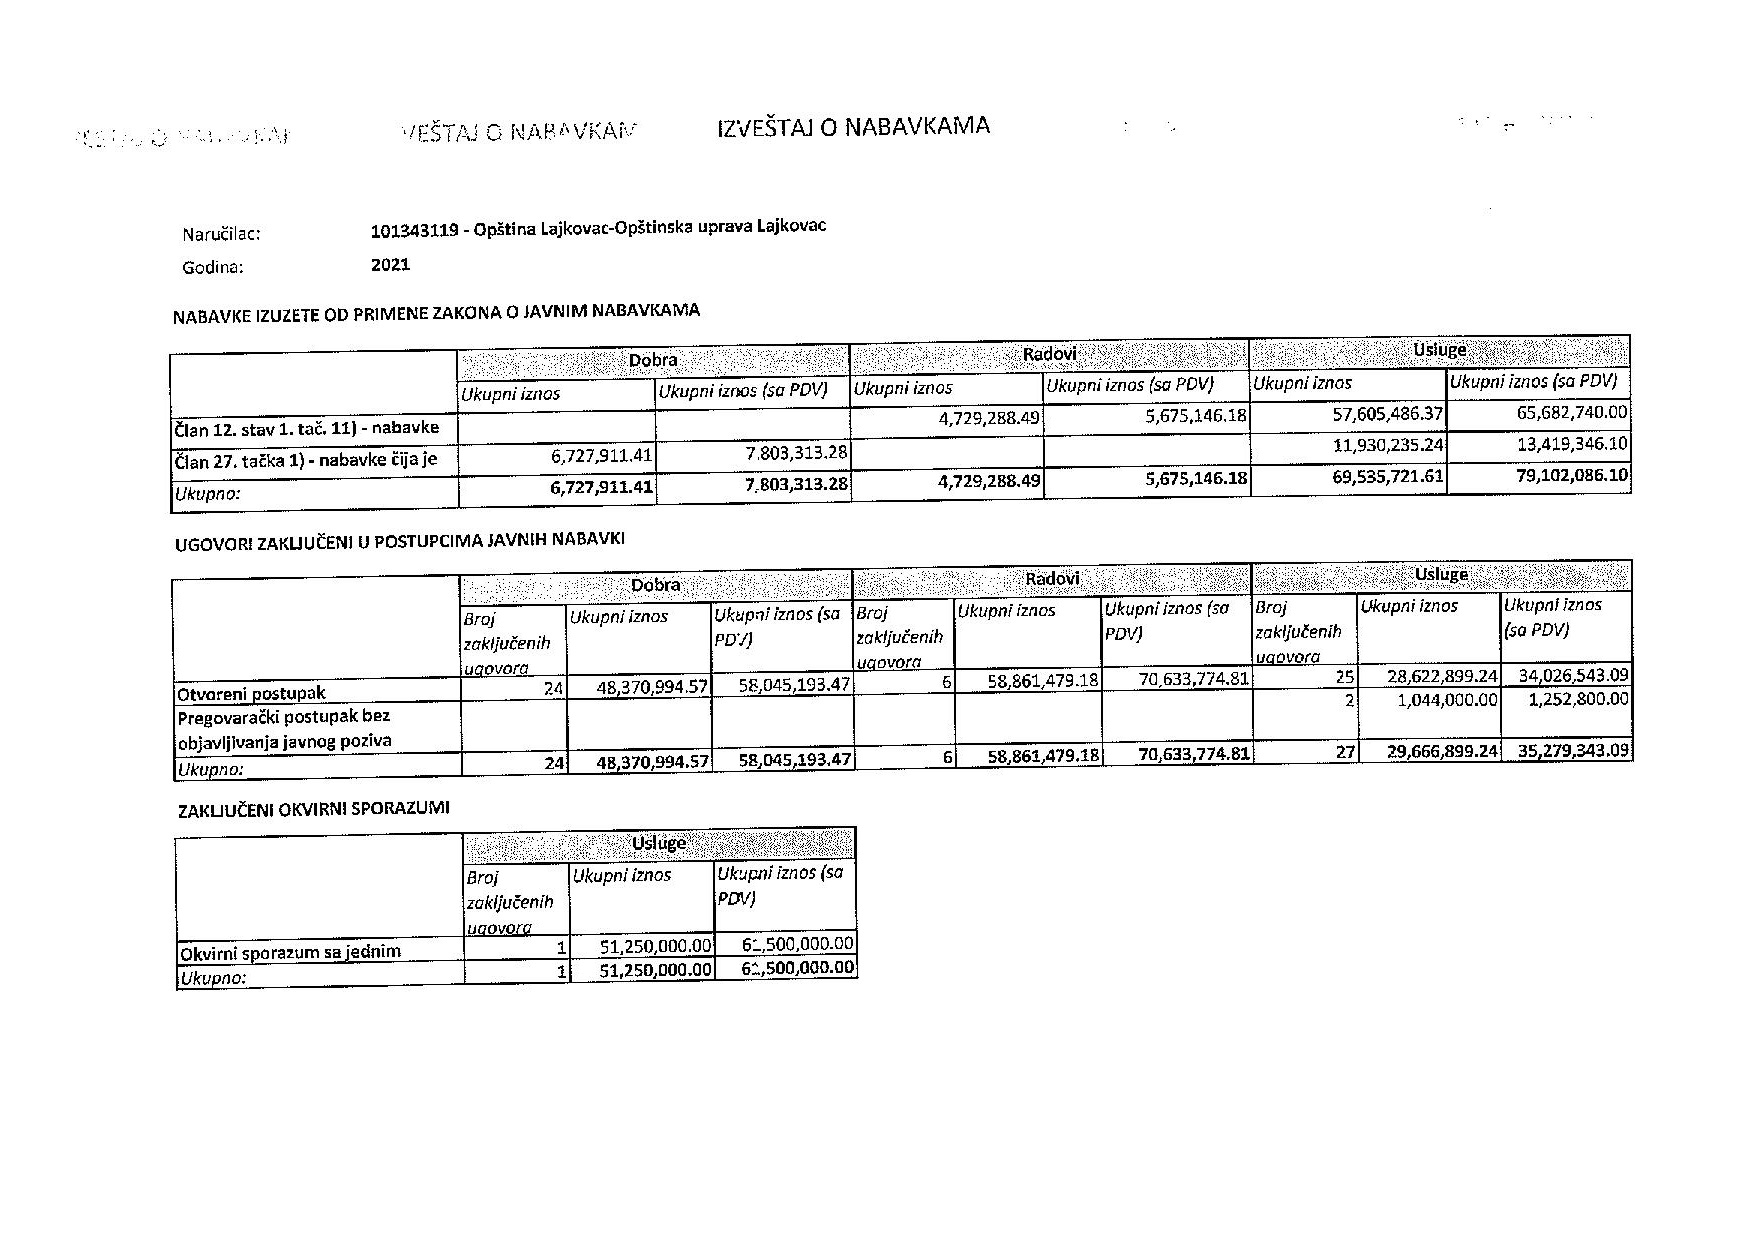 VEŠTAJ O NABAVKAM IZVEŠTAJ O NABAVKAMA
Naručilac: 101343119 - Opština Lajkovac-Opštinska uprava Lajkovac
Godina: 2021
NABAVKE IZUZETE OD PRIMENE ZAKONA O JAVNIM NABAVKAMA
Dobra Radovi Usluge
Ukupni iznos Ukupni iznos (sa PDV) Ukupni iznos Ukupni iznos (sa PDV) Ukupni iznos Ukupni iznos (sa PDV)
Član 12. stav 1. tač. 11) - nabavke 4,729,288.49 5,675,146.18 57,605,486.37 65,682,740.00
Član 27. tačka 1) - nabavke čija je 6,727,911.41 7,803,313.28 11,930,235.24 13,419,346.10
Ukupno: 6,727,911.41 7,803,313.28 4,729,288.49 5,675,146.18 69,535,721.61 79,102,086.10
UGOVORI ZAKLJUČENI U POSTUPCIMA JAVNIH NABAVKI
Dobra Radovi Usluge
Broj Ukupni iznos Ukupni iznos (sa Broj Ukupni iznos Ukupni iznos (sa Broj Ukupni iznos Ukupni iznos
zaključenih PDV) zaključenih PDV) zaključenih (sa PDV)
ugovora ugovora ugovora
Otvoreni postupak 24 48,370,994.57 58,045,193.47 6 58,861,479.18 70,633,774.81 25 28,622,899.24 34,026,543.09
Pregovarački postupak bez 2 1,044,000.00 1,252,800.00
objavljivanja javnog poziva
Ukupno: 24 48,370,994.57 58,045,193.47 6 58,861,479.18 70,633,774.81 27 29,666,899.24 35,279,343.09
ZAKLJUČENI OKVIRNI SPORAZUMI
Usluge
Broj Ukupni iznos Ukupni iznos (sa
zaključenih PDV)
ugovora
Okvirni sporazum sa jednim 1 51,250,000.00 61,500,000.00
Ukupno: 1 51,250,000.00 61,500,000.00